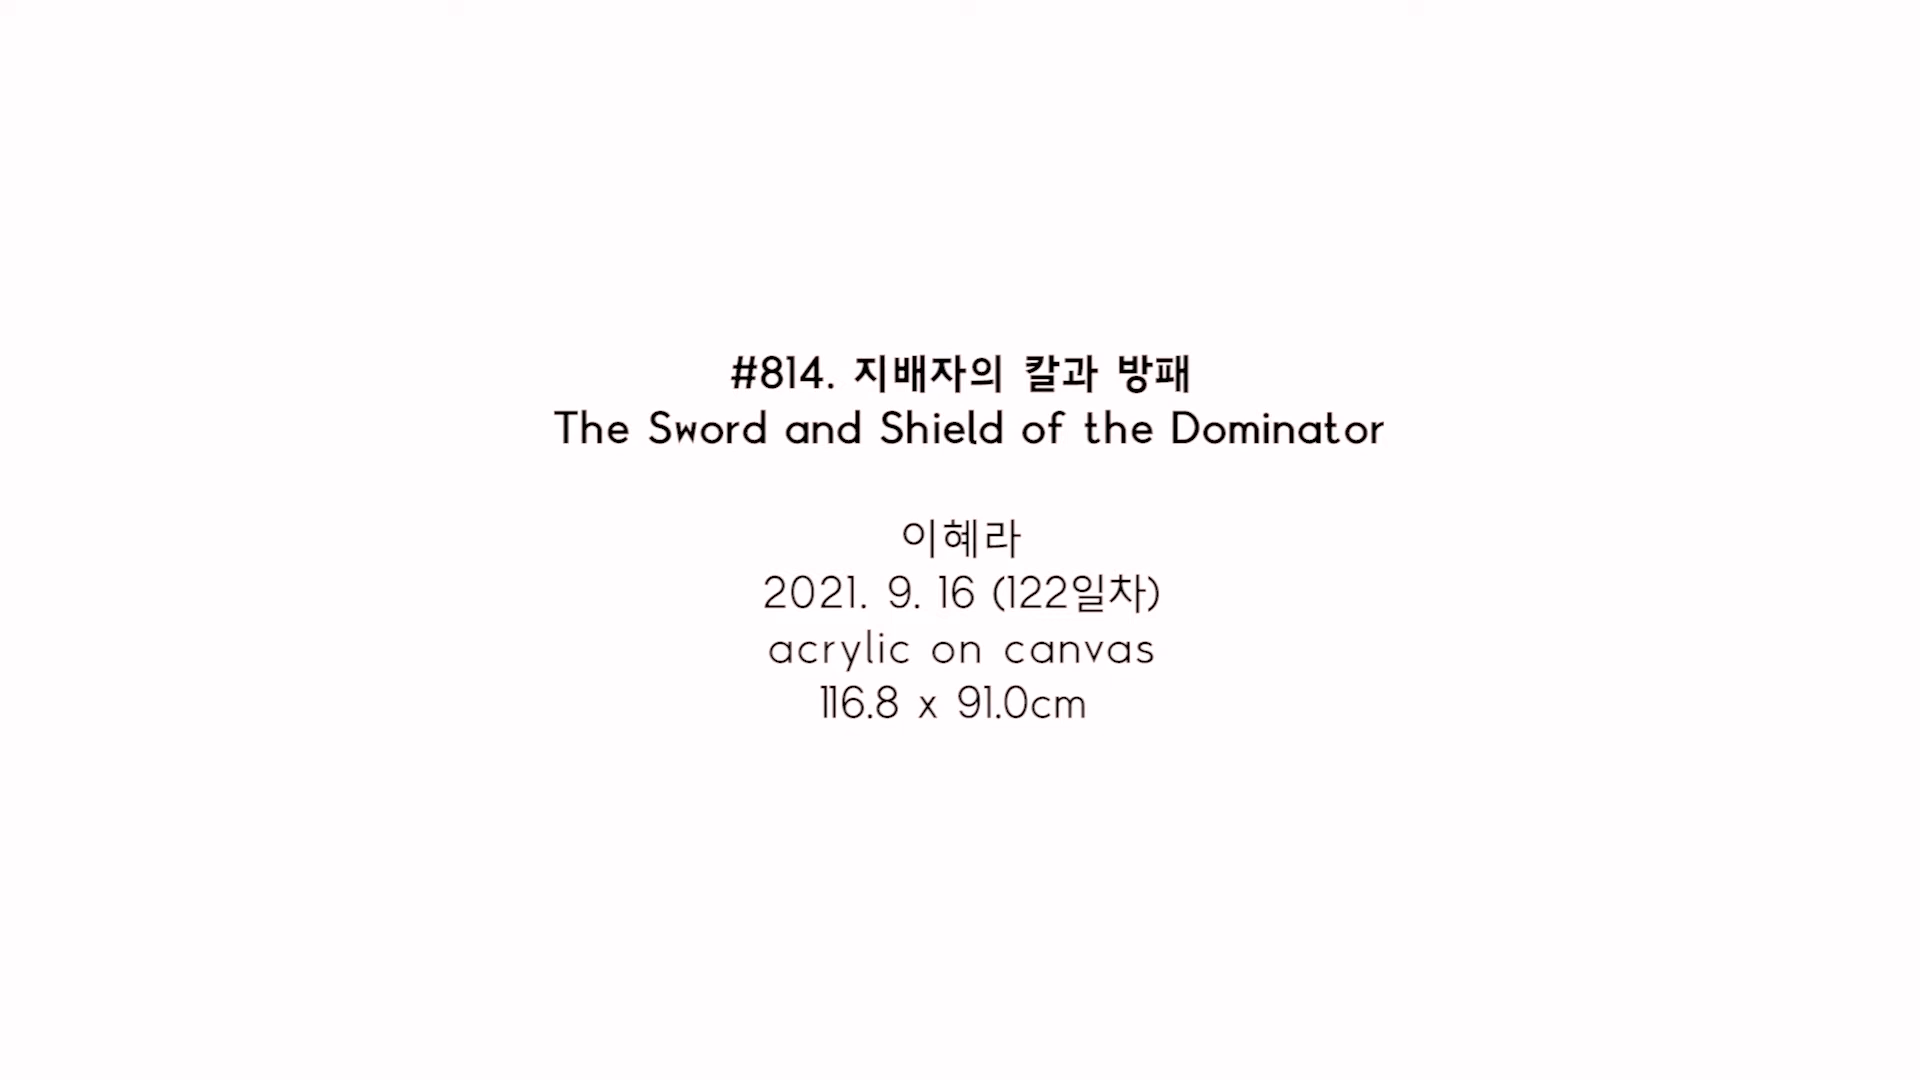 #814. 지배자의 칼과 방패
The Sword and Shield of the Dominator
이혜라
2021. 9. 16 (122일차)
acrylic on canvas
116.8 x 91.0cm